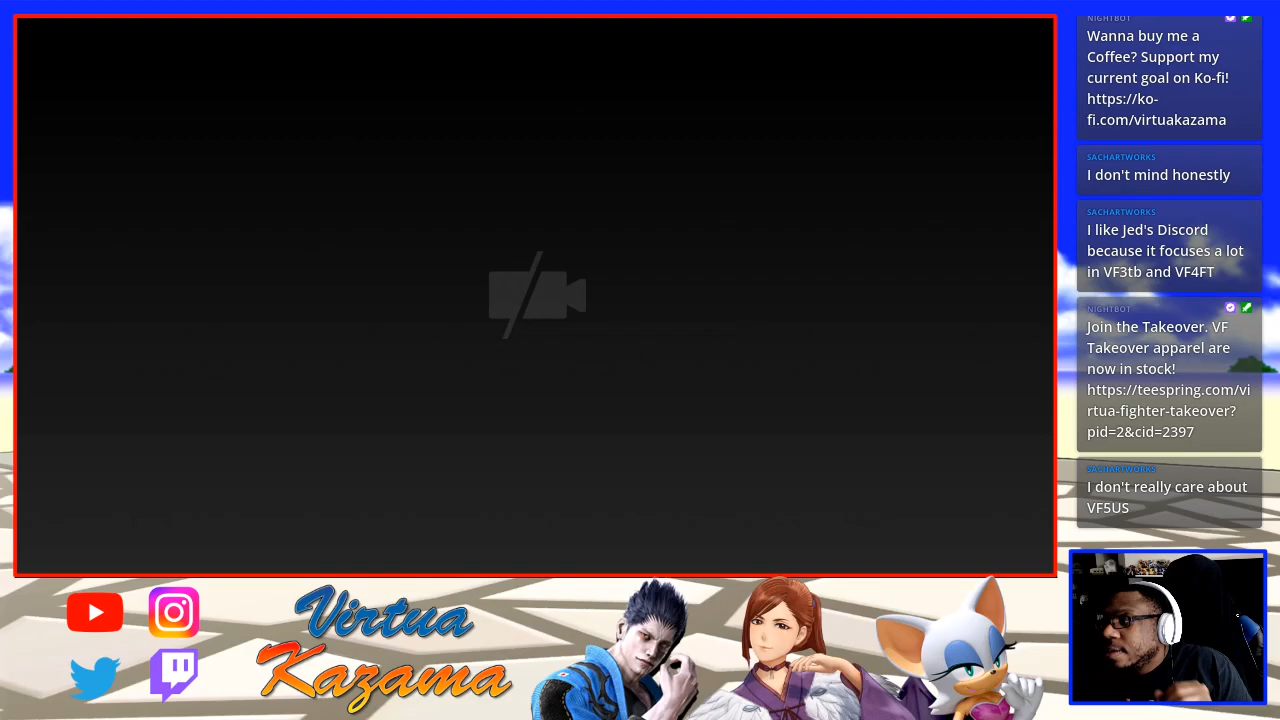 NIGHTBOT
Wanna buy me a
Coffee? Support my
current goal on Ko-fi!
https://ko-
fi.com/virtuakazama
SACHARTWORKS
I don't mind honestly
SACHARTWORKS
I like Jed's Discord
because it focuses a lot
in VF3tb and VF4FT
NIGHTBOT
Join the Takeover. VF
Takeover apparel are
now in stock!
https://teespring.com/vi
rtua-fighter-takeover?
pid=2&cid=2397
SACHARTWORKS
I don't really care about
VF5US
Virtua
Kazama